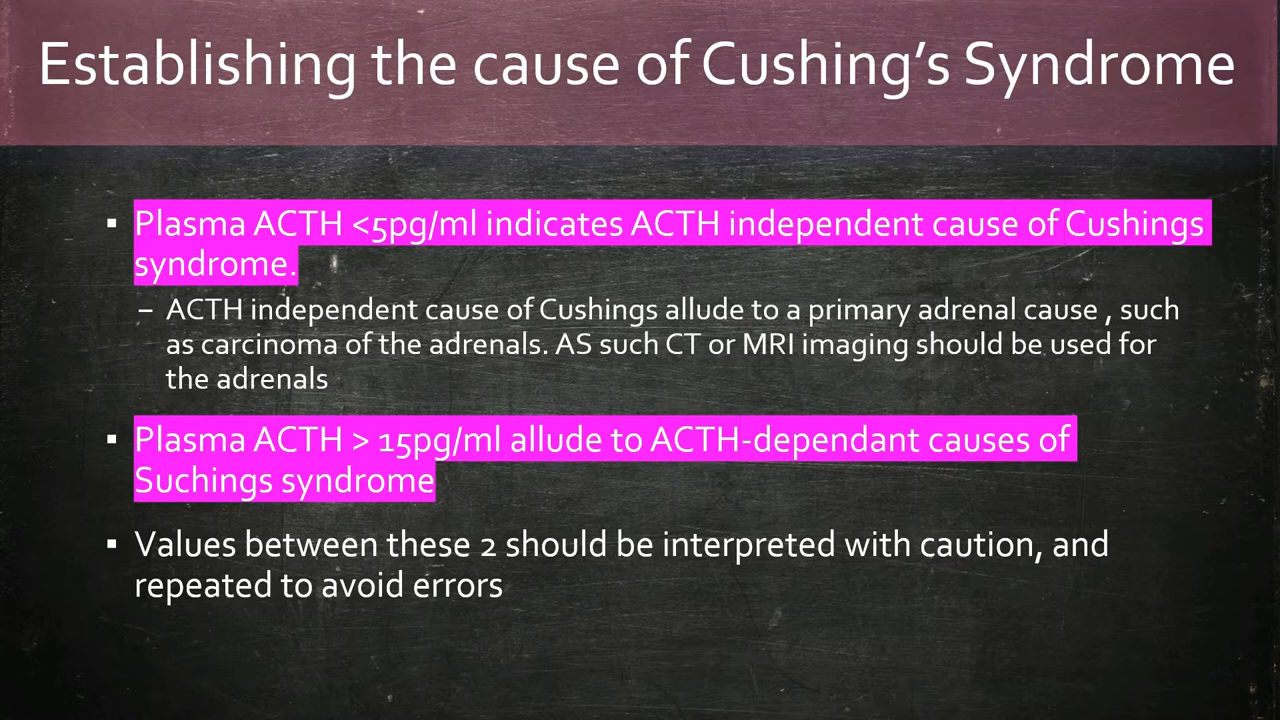 Establishing the cause of Cushing’s Syndrome
▪ Plasma ACTH <5pg/ml indicates ACTH independent cause of Cushings
syndrome.
– ACTH independent cause of Cushings allude to a primary adrenal cause , such
as carcinoma of the adrenals. AS such CT or MRI imaging should be used for
the adrenals
▪ Plasma ACTH > 15pg/ml allude to ACTH-dependant causes of
Suchings syndrome
▪ Values between these 2 should be interpreted with caution, and
repeated to avoid errors